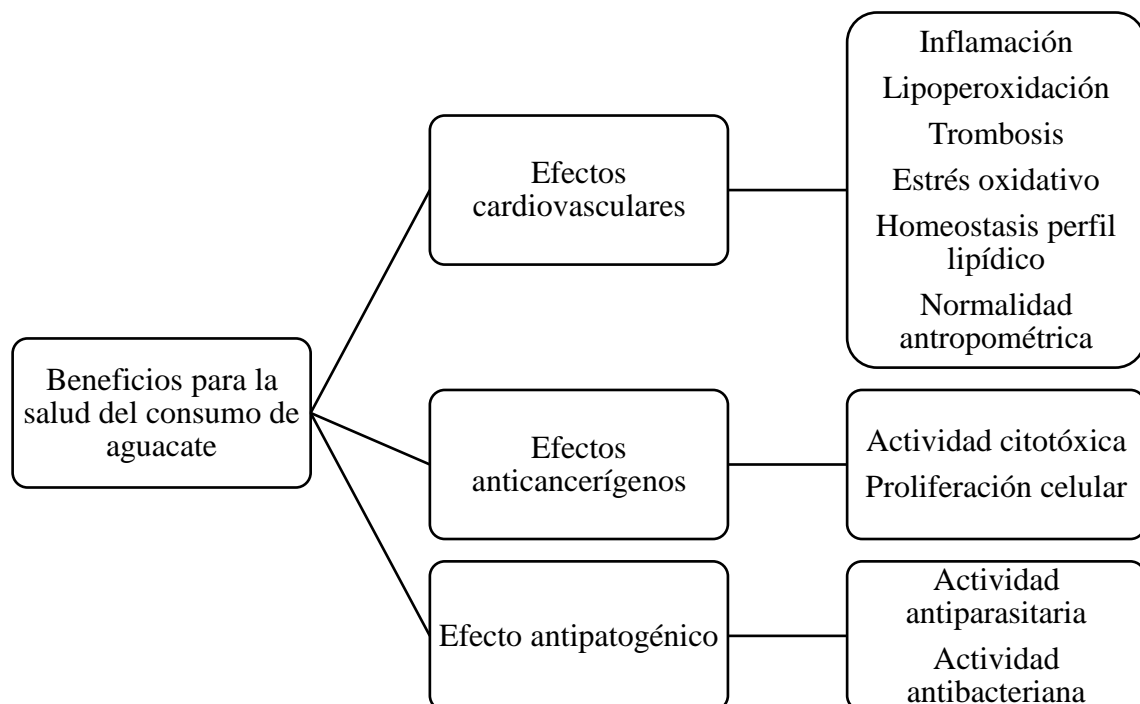 Beneficios para la
salud del consumo de
aguacate
Efectos
cardiovasculares
Inflamación
Lipoperoxidación
Trombosis
Estrés oxidativo
Homeostasis perfil
lipídico
Normalidad
antropométrica
Efectos
anticancerígenos
Actividad citotóxica
Proliferación celular
Efecto antipatogénico
Actividad
antiparasitaria
Actividad
antibacteriana